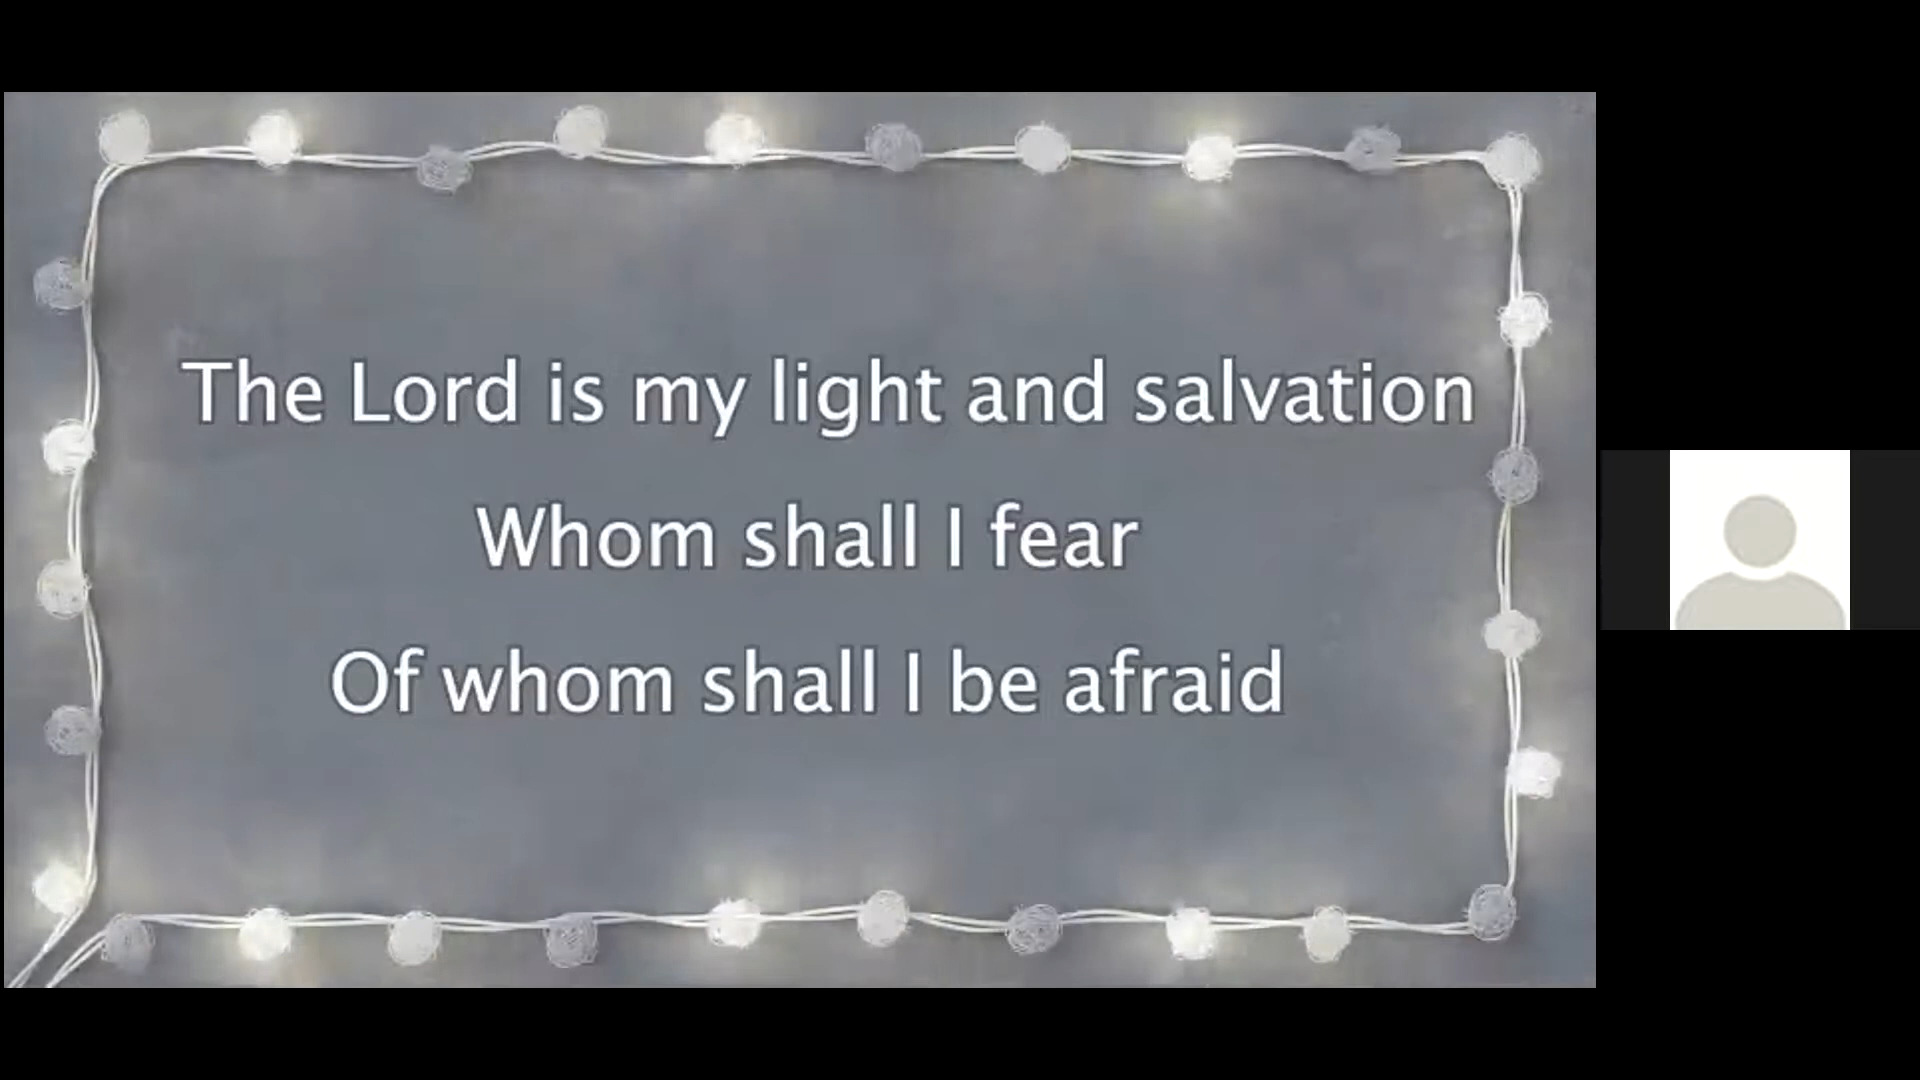 The Lord is my light and salvation
Whom shall I fear
Of whom shall I be afraid